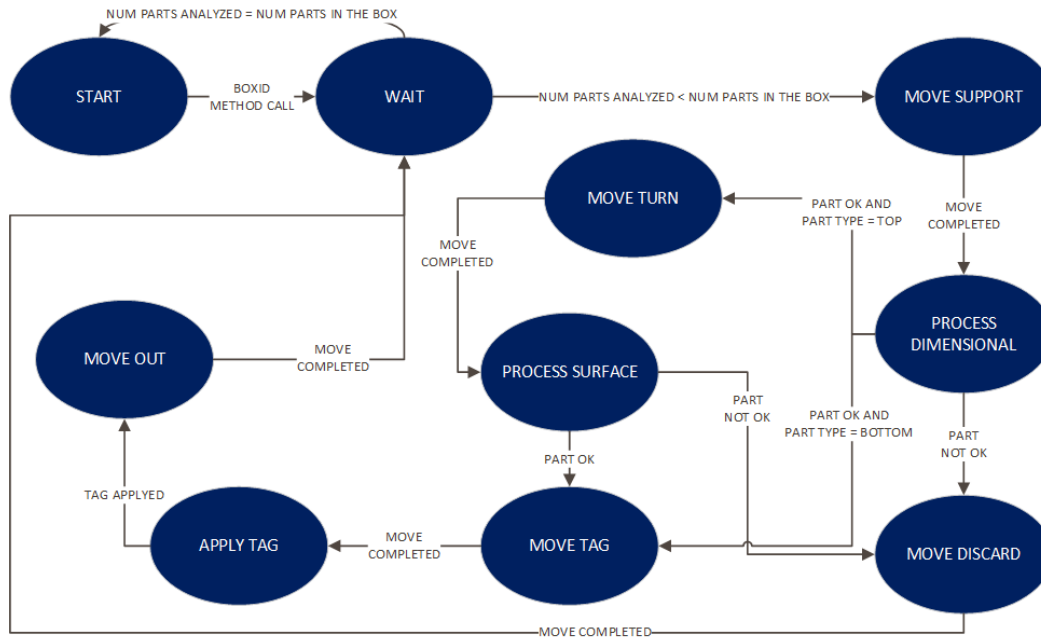 NUM PARTS ANALYZED = NUM PARTS IN THE BOX
START
BOXID
METHOD CALL
WAIT
NUM PARTS ANALYZED < NUM PARTS IN THE BOX
MOVE SUPPORT
MOVE TURN
PART OK AND
PART TYPE = TOP
MOVE
COMPLETED
MOVE
COMPLETED
MOVE OUT
MOVE
COMPLETED
PROCESS SURFACE
PROCESS
DIMENSIONAL
PART
NOT OK
PART OK AND
PART TYPE = BOTTOM
PART
NOT OK
PART OK
TAG APPLYED
APPLY TAG
MOVE
COMPLETED
MOVE TAG
MOVE DISCARD
MOVE COMPLETED